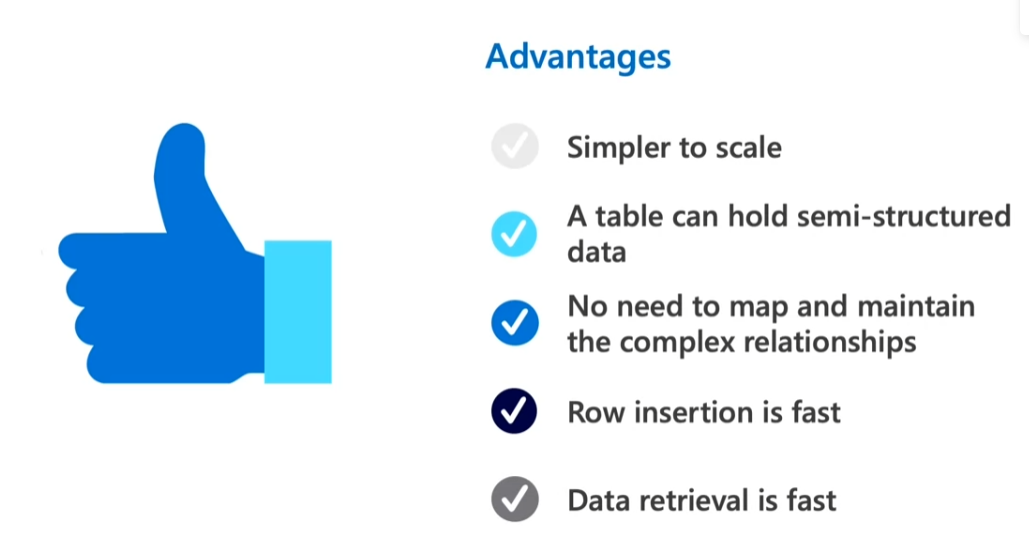 Advantages
Simpler to scale
A table can hold semi-structured
data
No need to map and maintain
the complex relationships
Row insertion is fast
Data retrieval is fast